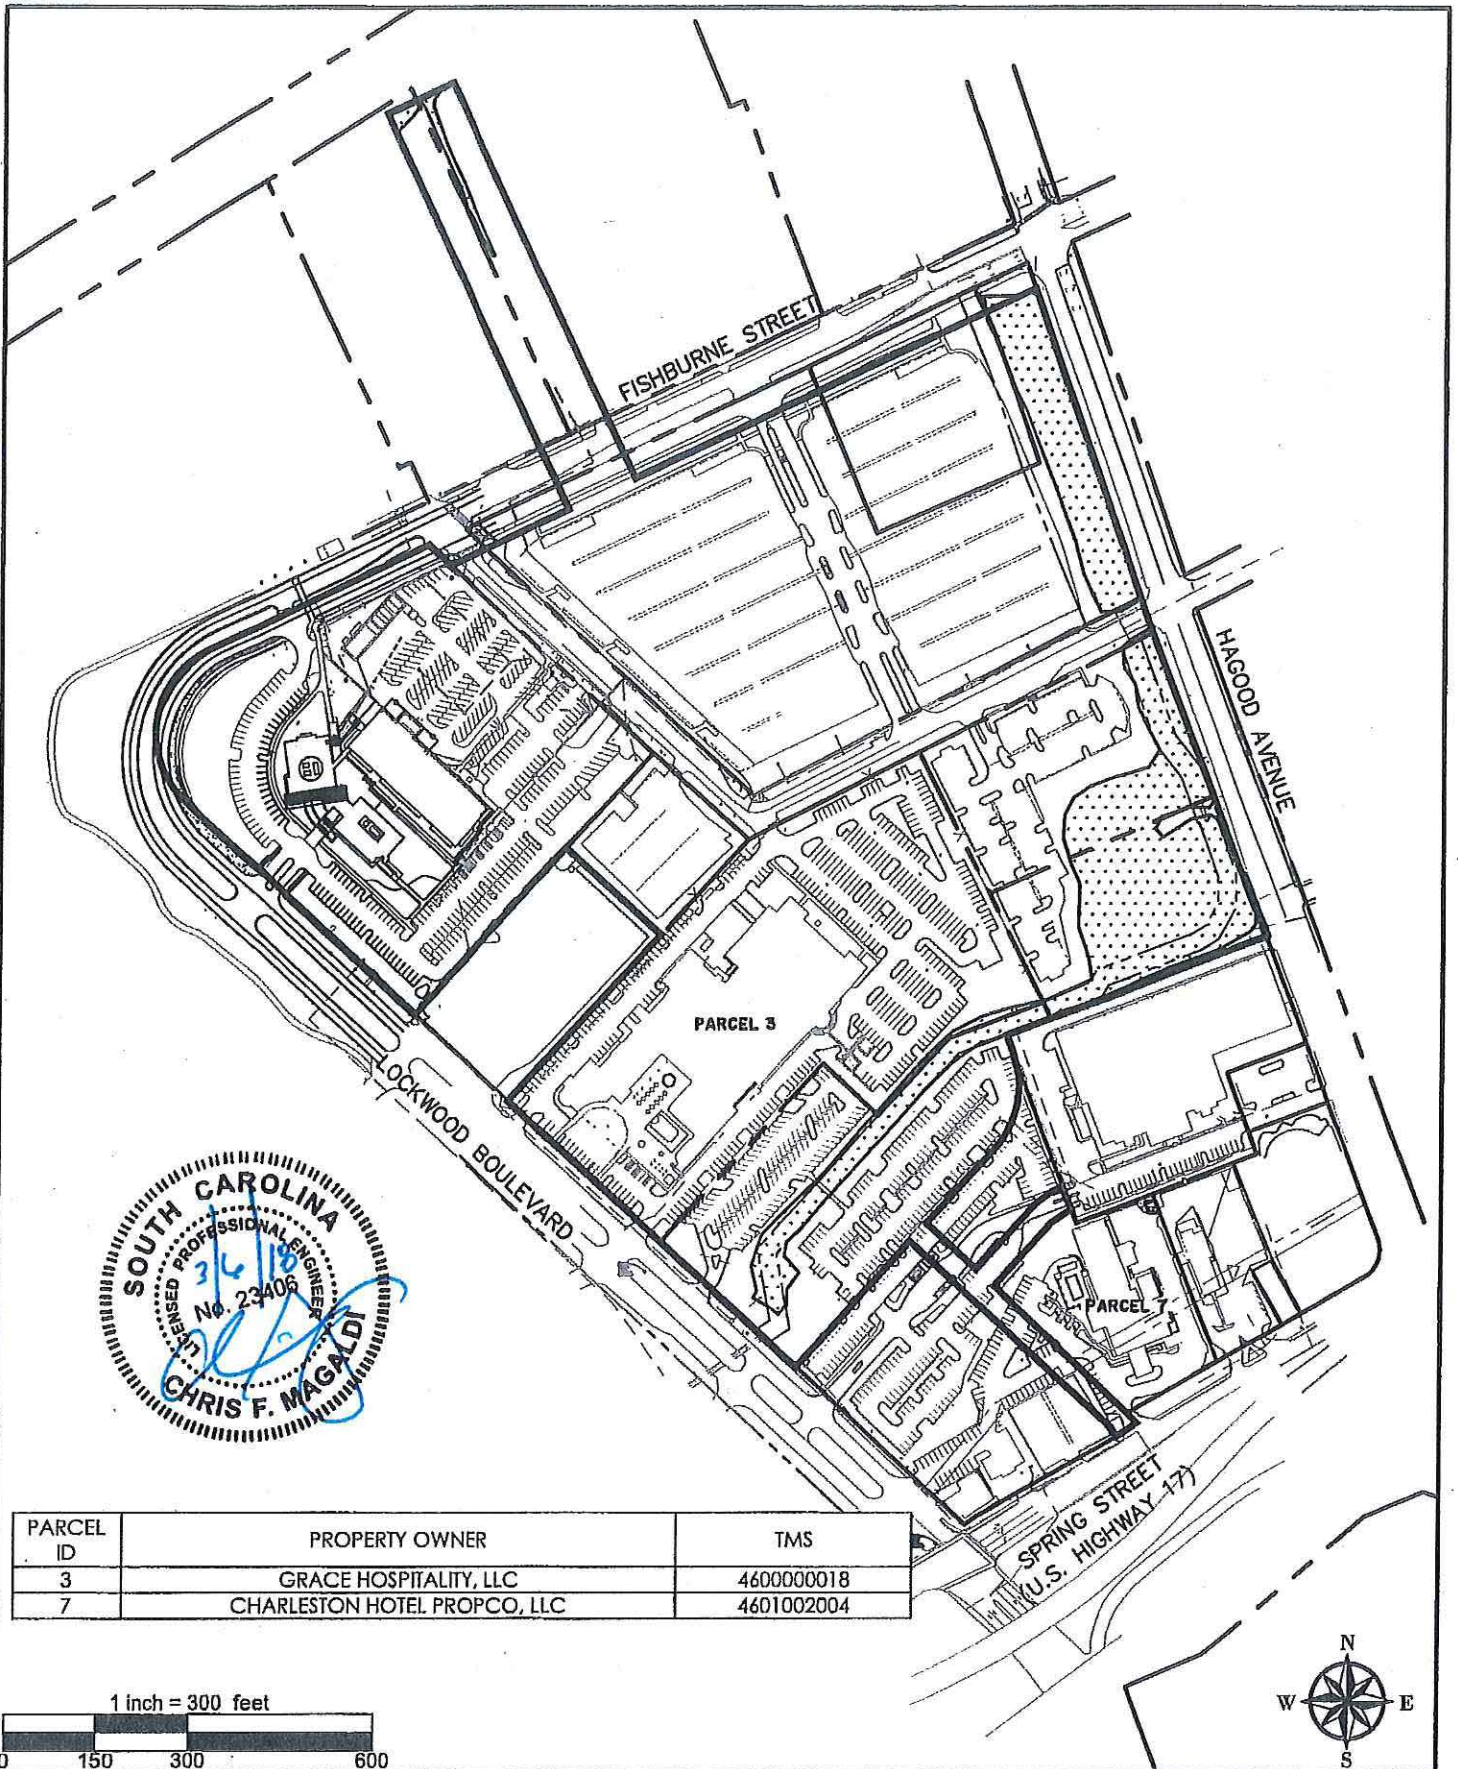 FISHBURNE STREET
HAGOOD AVENUE
PARCEL 3
LOCKWOOD BOULEVARD
PARCEL 7
SPRING STREET
(U.S. HIGHWAY 17)
SOUTH CAROLINA
LICENSED PROFESSIONAL ENGINEER
3/6/18
No. 23406
CHRIS F. MAGALDI
PARCEL ID PROPERTY OWNER TMS
3 GRACE HOSPITALITY, LLC 4600000018
7 CHARLESTON HOTEL PROPCO, LLC 4601002004
1 inch = 300 feet
0 150 300 600
N
W E
S